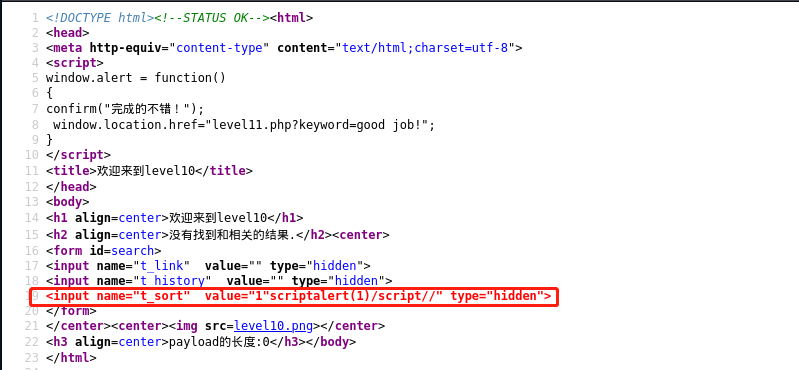 1 <!DOCTYPE html><!--STATUS OK--><html>
2 <head>
3 <meta http-equiv="content-type" content="text/html;charset=utf-8">
4 <script>
5 window.alert = function()
6 {
7 confirm("完成的不错！");
8  window.location.href="level11.php?keyword=good job!";
9 }
10 </script>
11 <title>欢迎来到level10</title>
12 </head>
13 <body>
14 <h1 align=center>欢迎来到level10</h1>
15 <h2 align=center>没有找到和相关的结果.</h2><center>
16 <form id=search>
17 <input name="t_link"  value="" type="hidden">
18 <input name="t_history"  value="" type="hidden">
19 <input name="t_sort"  value="1"scriptalert(1)/script//" type="hidden">
20 </form>
21 </center><center><img src=level10.png></center>
22 <h3 align=center>payload的长度:0</h3></body>
23 </html>